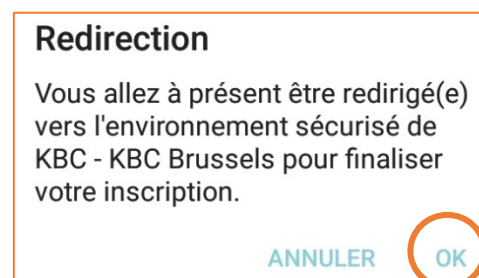 Redirection
Vous allez à présent être redirigé(e)
vers l'environnement sécurisé de
KBC - KBC Brussels pour finaliser
votre inscription.
ANNULER OK